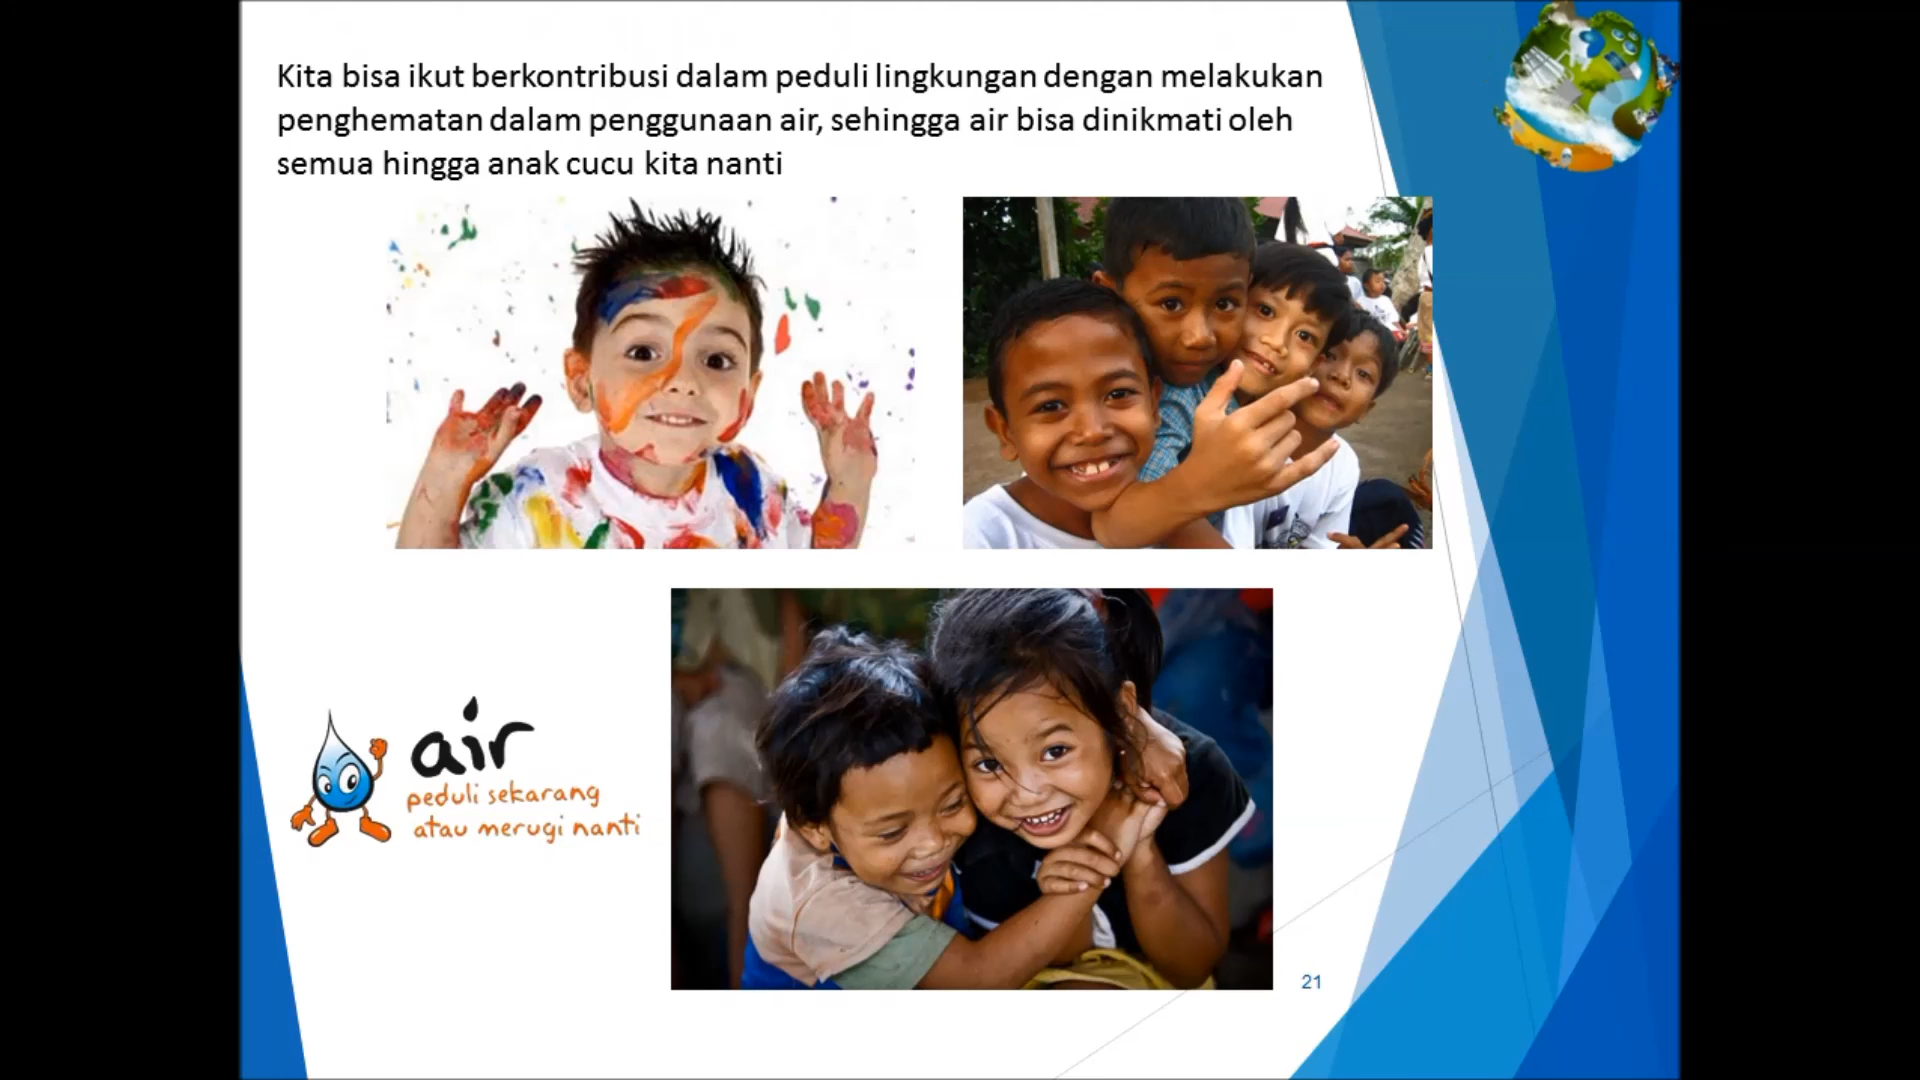 Kita bisa ikut berkontribusi dalam peduli lingkungan dengan melakukan
penghematan dalam penggunaan air, sehingga air bisa dinikmati oleh
semua hingga anak cucu kita nanti
air
peduli sekarang
atau merugi nanti
21